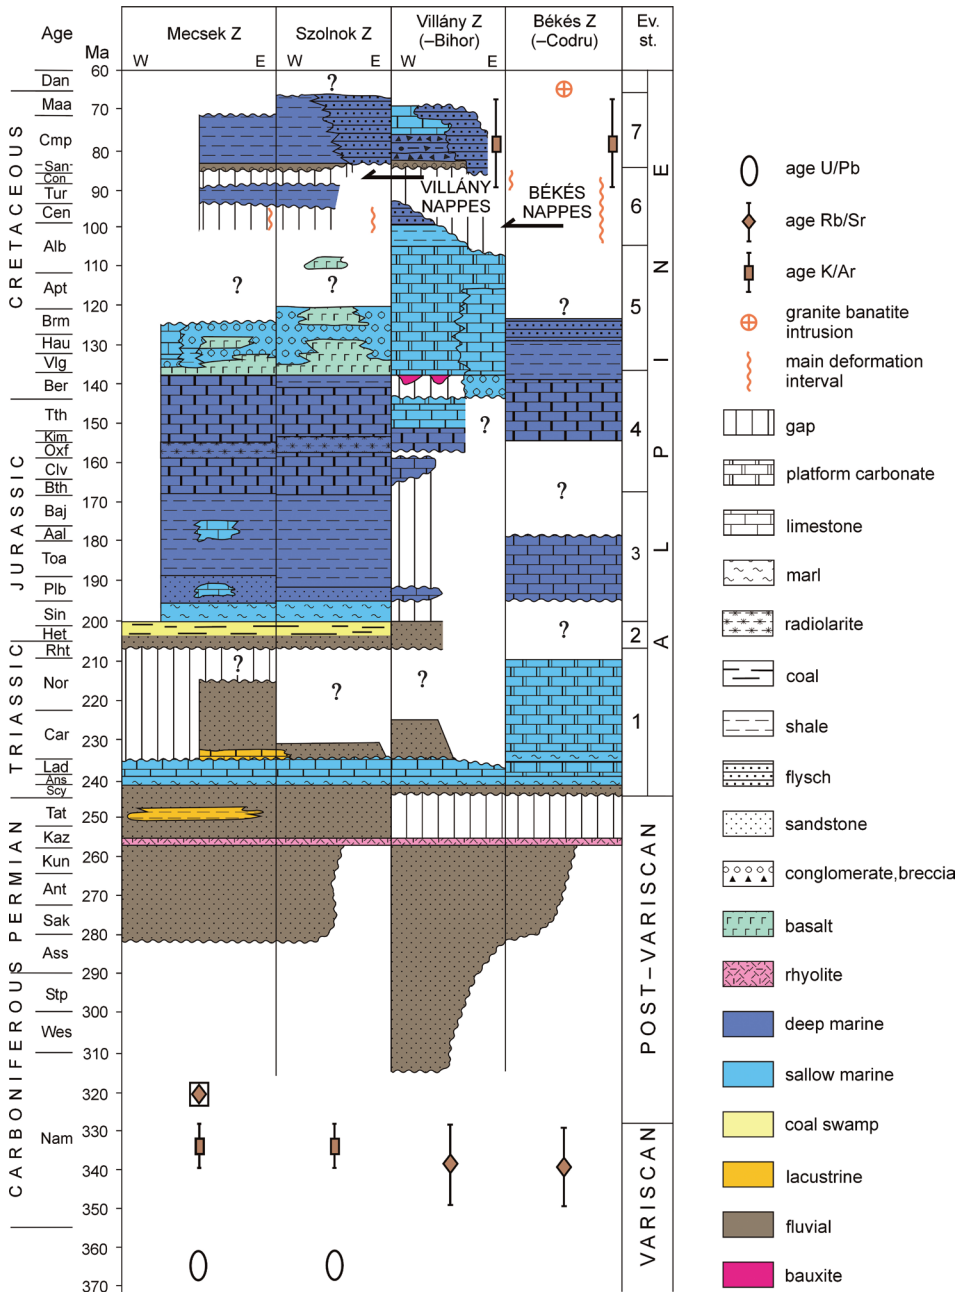 Age
Ma
Mecsek Z
W E
Szolnok Z
W E
Villány Z
(–Bihor)
W E
Békés Z
(–Codru)
Ev.
st.
CRETACEOUS
JURASSIC
TRIASSIC
PERMIAN
CARBONIFEROUS
Dan
Maa
Cmp
San
Con
Tur
Cen
Alb
Apt
Brm
Hau
Vlg
Ber
Tth
Kim
Oxf
Clv
Bth
Baj
Aal
Toa
Plb
Sin
Het
Rht
Nor
Car
Lad
Ans
Scy
Tat
Kaz
Kun
Ant
Sak
Ass
Stp
Wes
Nam
60
70
80
90
100
110
120
130
140
150
160
170
180
190
200
210
220
230
240
250
260
270
280
290
300
310
320
330
340
350
360
370
?
VILLÁNY
NAPPES
BÉKÉS
NAPPES
? ?
?
?
?
?
?
? ?
7
6
5
4
3
2
1
ALPINE
POST–VARISCAN
VARISCAN
age U/Pb
age Rb/Sr
age K/Ar
granite banatite
intrusion
main deformation
interval
gap
platform carbonate
limestone
marl
radiolarite
coal
shale
flysch
sandstone
conglomerate,breccia
basalt
rhyolite
deep marine
sallow marine
coal swamp
lacustrine
fluvial
bauxite